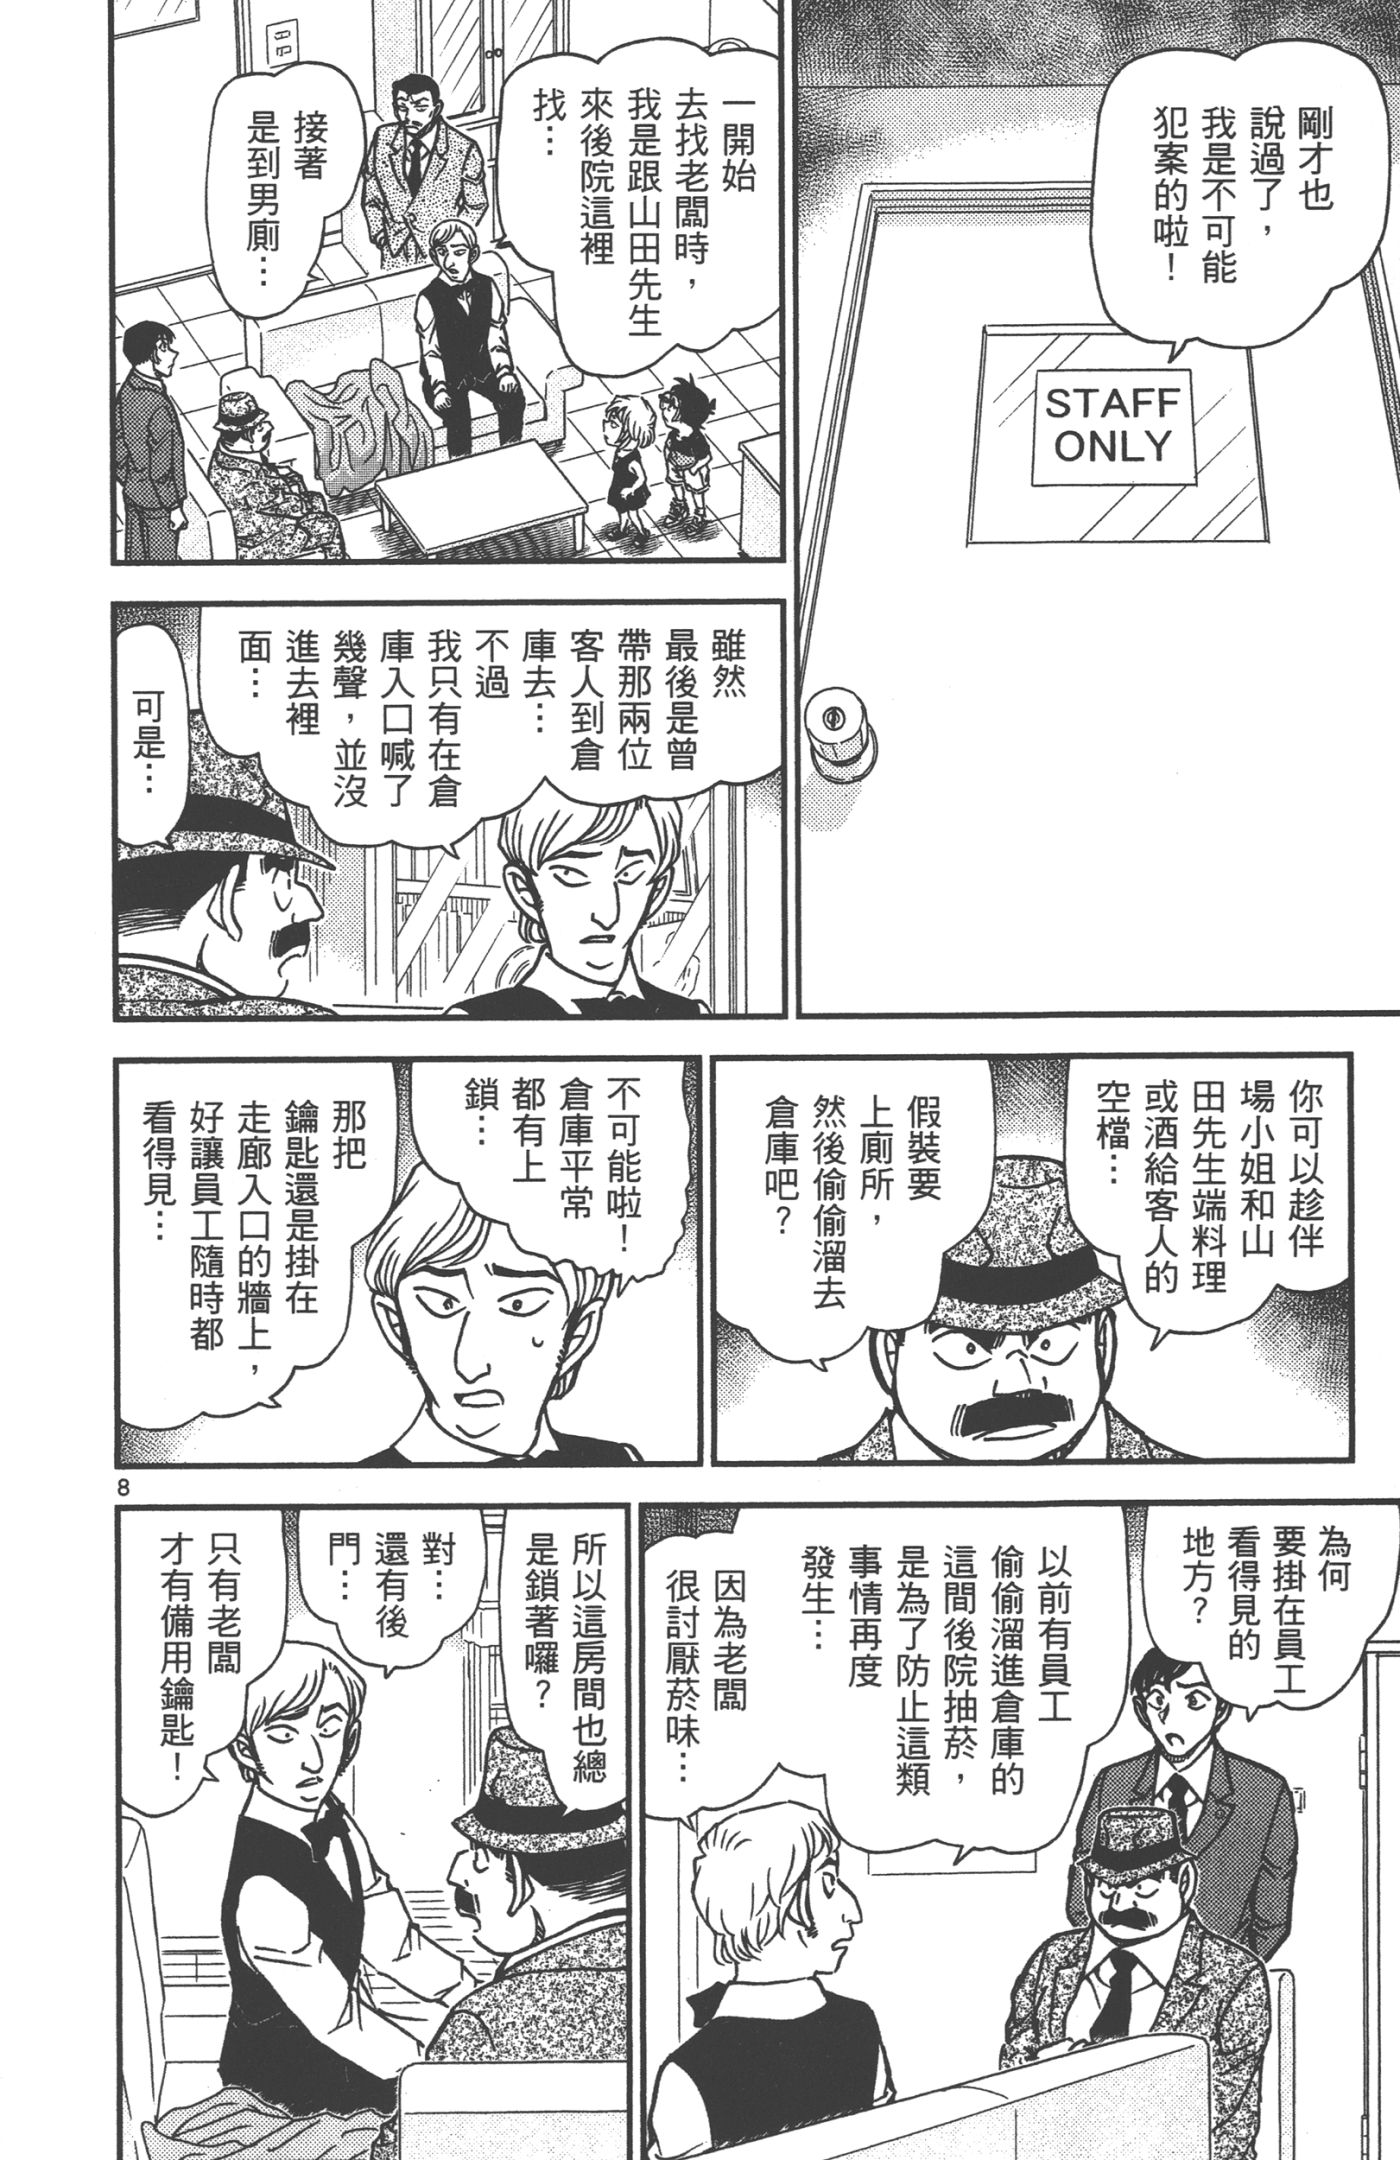 剛才也
說過了，
我是不可能
犯案的啦！
STAFF
ONLY
一開始
去找老闆時，
我是跟山田先生
來後院這裡
找…
接著
是到男廁…
雖然
最後是曾
帶那兩位
客人到倉
庫去…
不過
我只有在倉
庫入口喊了
幾聲，並沒
進去裡
面…
可是…
你可以趁伴
場小姐和山
田先生端料理
或酒給客人的
空檔…
假裝要
上廁所，
然後偷偷溜去
倉庫吧？
不可能啦！
倉庫平常
都有上
鎖…
那把
鑰匙還是掛在
走廊入口的牆上，
好讓員工隨時都
看得見…
為何
要掛在員工
看得見的
地方？
以前有員工
偷偷溜進倉庫的
這間後院抽菸，
是為了防止這類
事情再度
發生…
因為老闆
很討厭菸味…
所以這房間也總
是鎖著囉？
對…
還有後
門…
只有老闆
才有備用鑰匙！
8